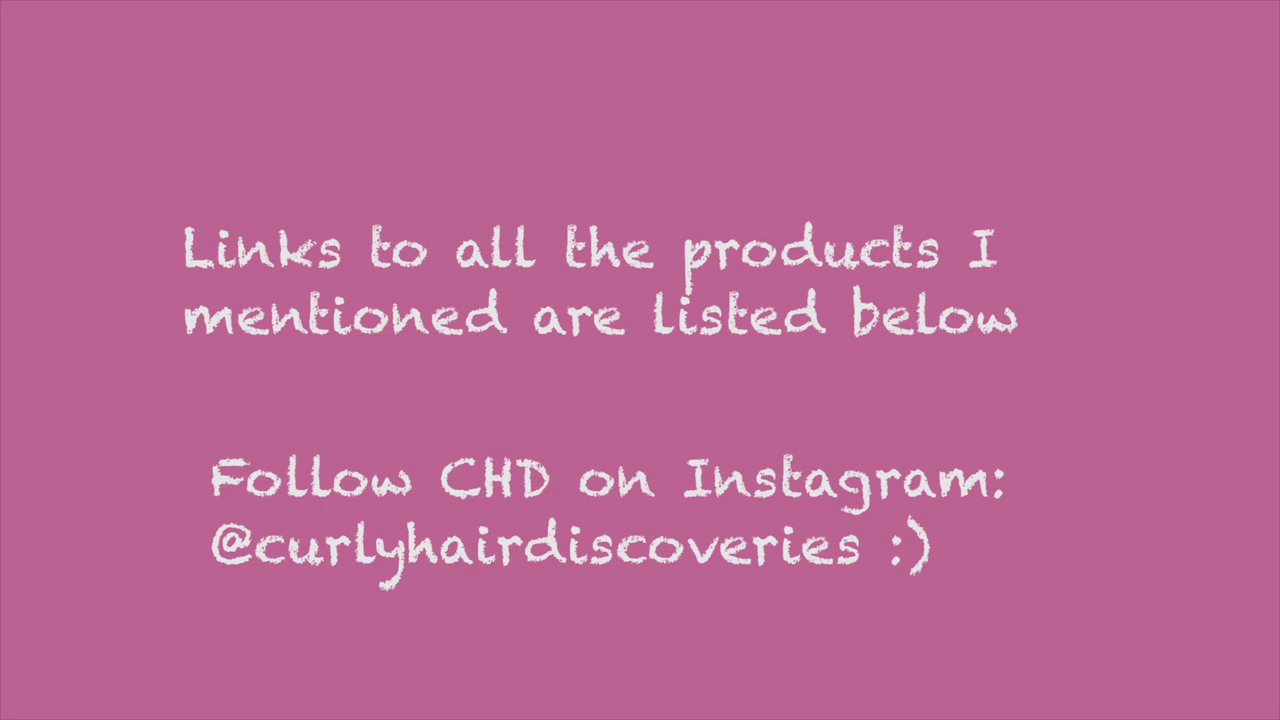 Links to all the products I
mentioned are listed below
Follow CHD on Instagram:
@curlyhairdiscoveries :)